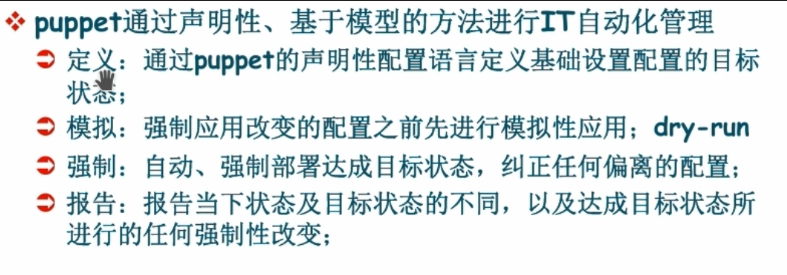 puppet通过声明性、基于模型的方法进行IT自动化管理
定义：通过puppet的声明性配置语言定义基础设置配置的目标
状态；
模拟：强制应用改变的配置之前先进行模拟性应用；dry-run
强制：自动、强制部署达成目标状态，纠正任何偏离的配置；
报告：报告当下状态及目标状态的不同，以及达成目标状态所
进行的任何强制性改变；